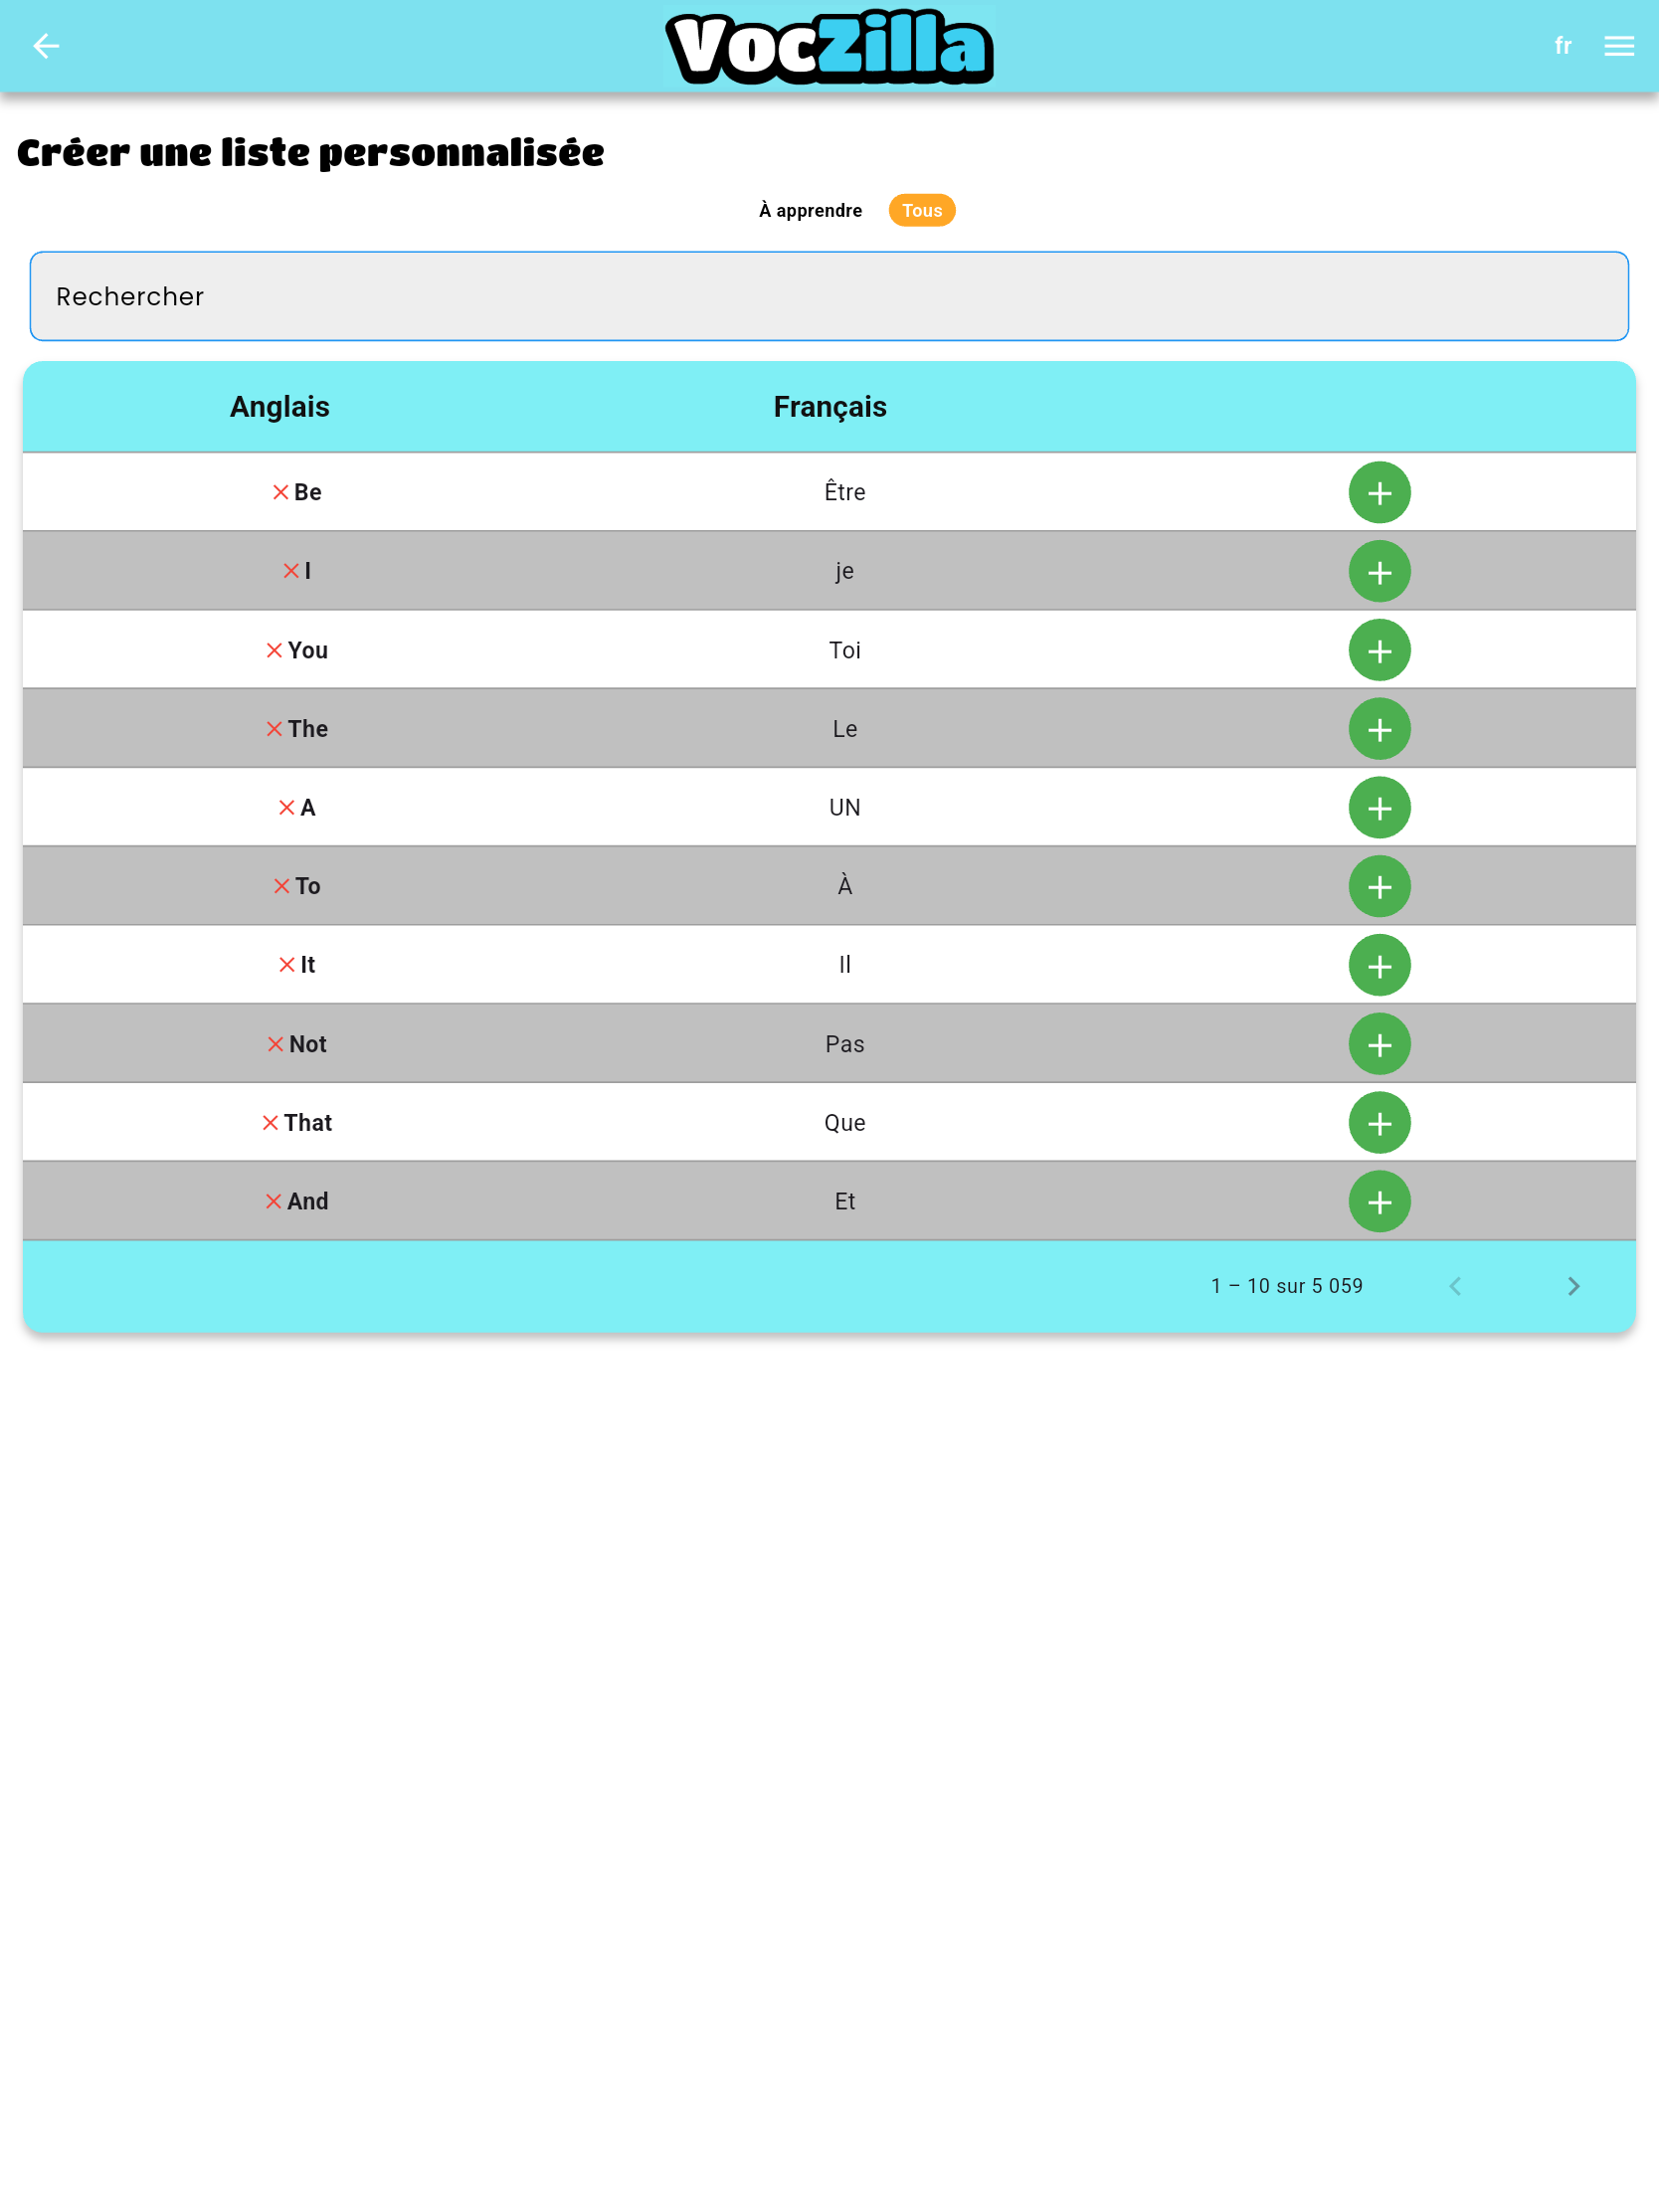 VocZilla
fr
Créer une liste personnalisée
À apprendre Tous
Rechercher
Anglais Français
Be Être
I je
You Toi
The Le
A UN
To À
It Il
Not Pas
That Que
And Et
1 – 10 sur 5 059